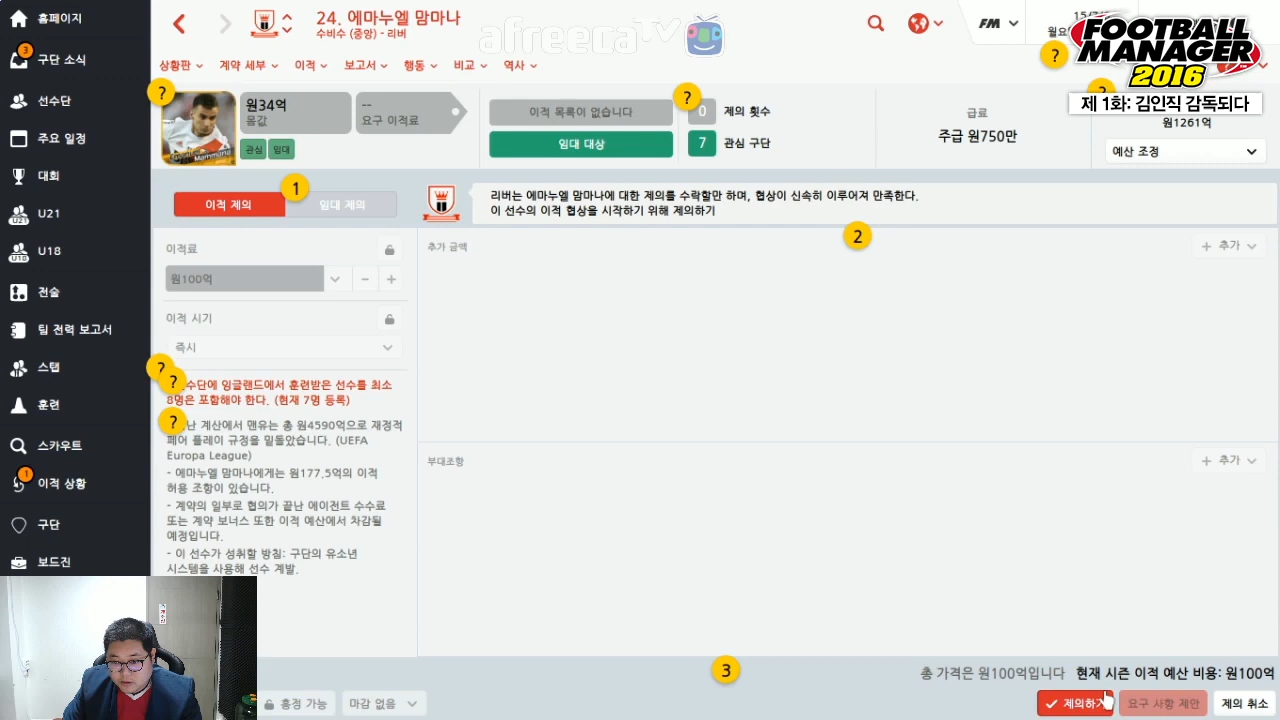 홈페이지
3
구단 소식
선수단
주요 일정
대회
U21
U21
U18
U18
전술
팀 전력 보고서
스탭
훈련
스카우트
1
이적 상황
구단
보드진
24. 에마누엘 맘마나
수비수 (중앙) - 리버
afreecaTV
FM
FOOTBALL
MANAGER
2016
제 1화: 김인직 감독되다
상황판
계약 세부
이적
보고서
행동
비교
역사
?
?
원34억
몸값
--
요구 이적료
관심
임대
이적 목록이 없습니다
임대 대상
?
0
제의 횟수
7
관심 구단
급료
주급 원750만
원1261억
예산 조정
이적 제의
1
임대 제의
리버는 에마누엘 맘마나에 대한 제의를 수락할만 하며, 협상이 신속히 이루어져 만족한다.
이 선수의 이적 협상을 시작하기 위해 제의하기
2
이적료
원100억
이적 시기
즉시
추가 금액
추가
?
?
수단에 잉글랜드에서 훈련받은 선수를 최소
8명은 포함해야 한다. (현재 7명 등록)
?
난 계산에서 맨유는 총 원4590억으로 재정적
페어 플레이 규정을 밑돌았습니다. (UEFA
Europa League)
- 에마누엘 맘마나에게는 원177.5억의 이적
허용 조항이 있습니다.
- 계약의 일부로 협의가 끝난 에이전트 수수료
또는 계약 보너스 또한 이적 예산에서 차감될
예정입니다.
- 이 선수가 성취할 방침: 구단의 유소년
시스템을 사용해 선수 계발.
부대조항
추가
3
총 가격은 원100억입니다
현재 시즌 이적 예산 비용: 원100억
흥정 가능
마감 없음
제의하기
요구 사항 제안
제의 취소